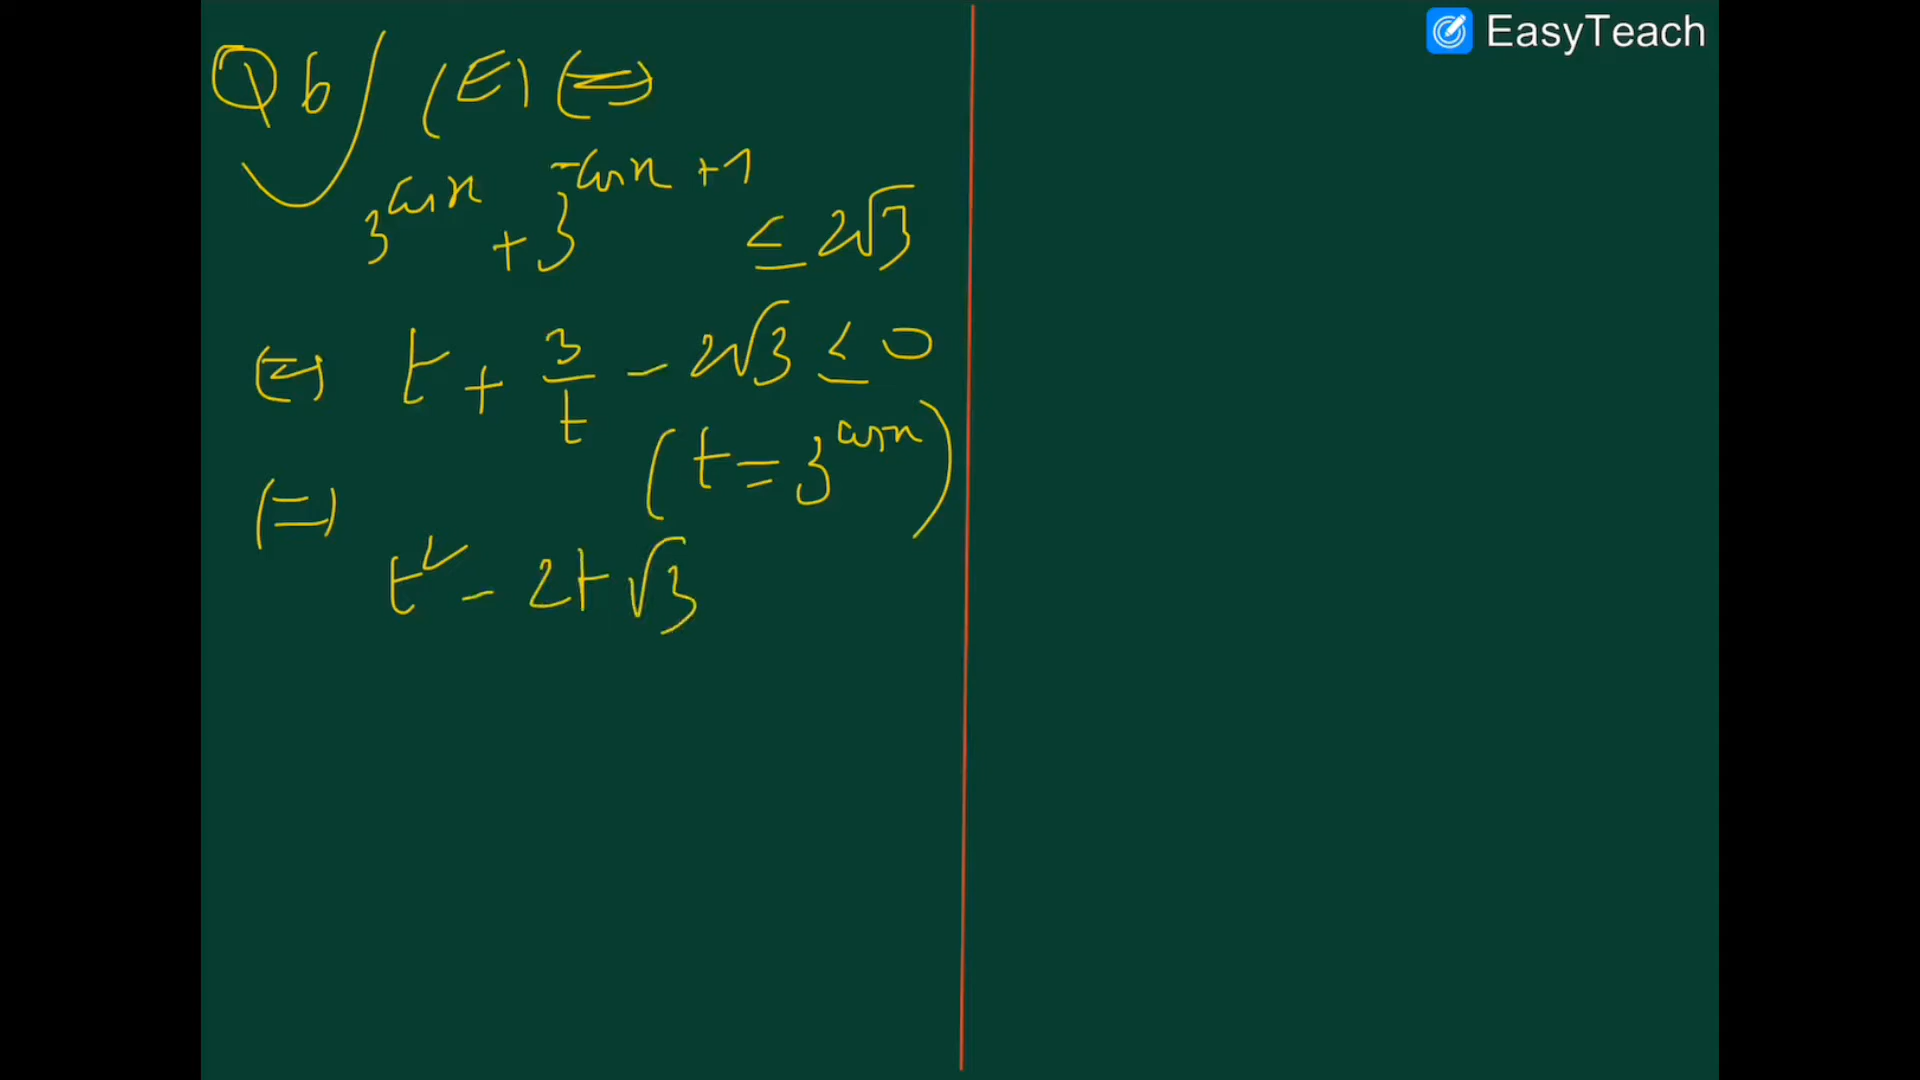 EasyTeach
Q6/ (E) (=)
3^cosx + 3^-cosx+1 ≤ 2√3
(=) t + 3/t - 2√3 ≤ 0
(t = 3^cosx)
(=)
t² - 2t√3